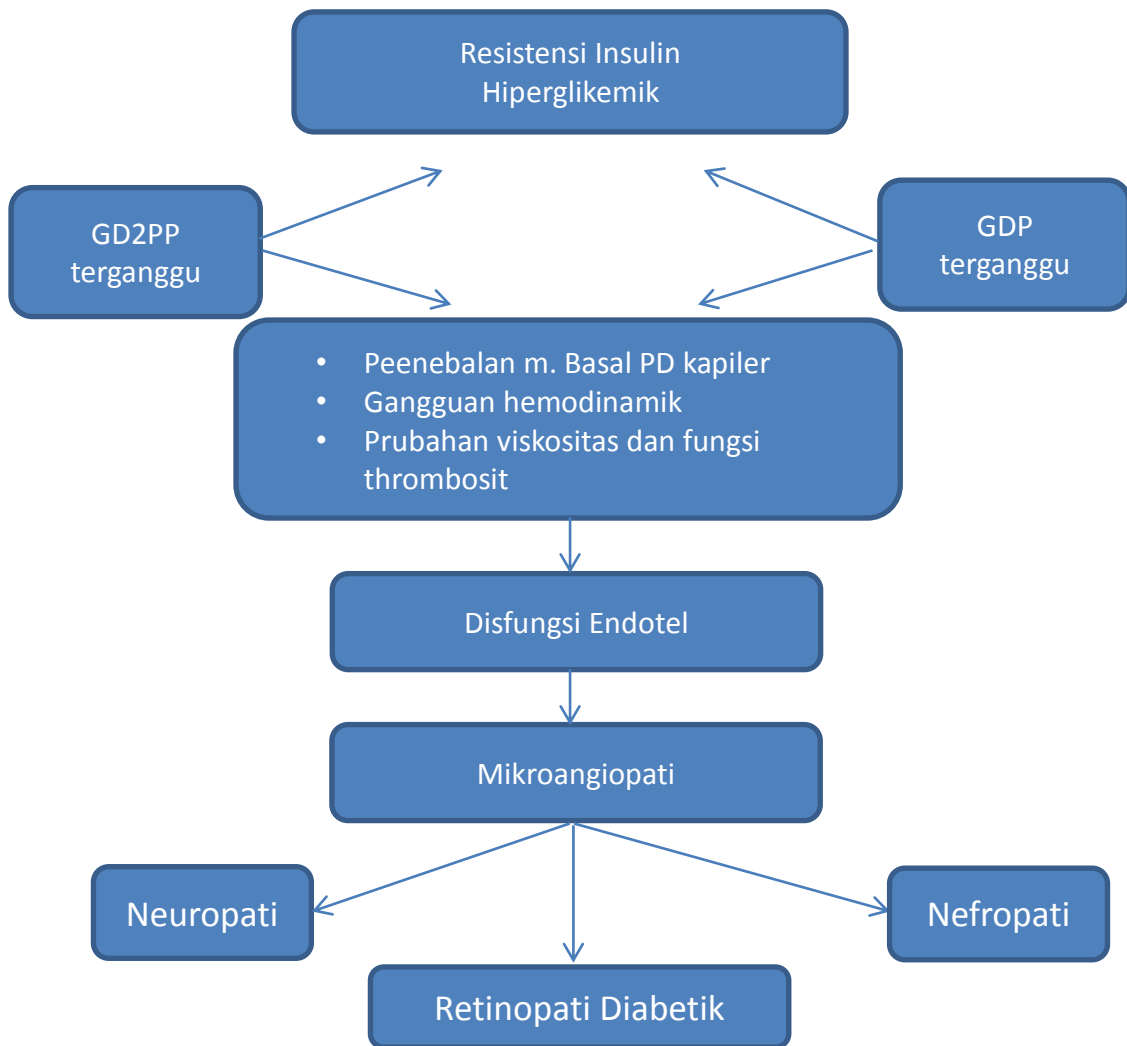 Resistensi Insulin
Hiperglikemik
GD2PP
terganggu
GDP
terganggu
• Peenebalan m. Basal PD kapiler
• Gangguan hemodinamik
• Prubahan viskositas dan fungsi
thrombosit
Disfungsi Endotel
Mikroangiopati
Neuropati
Nefropati
Retinopati Diabetik